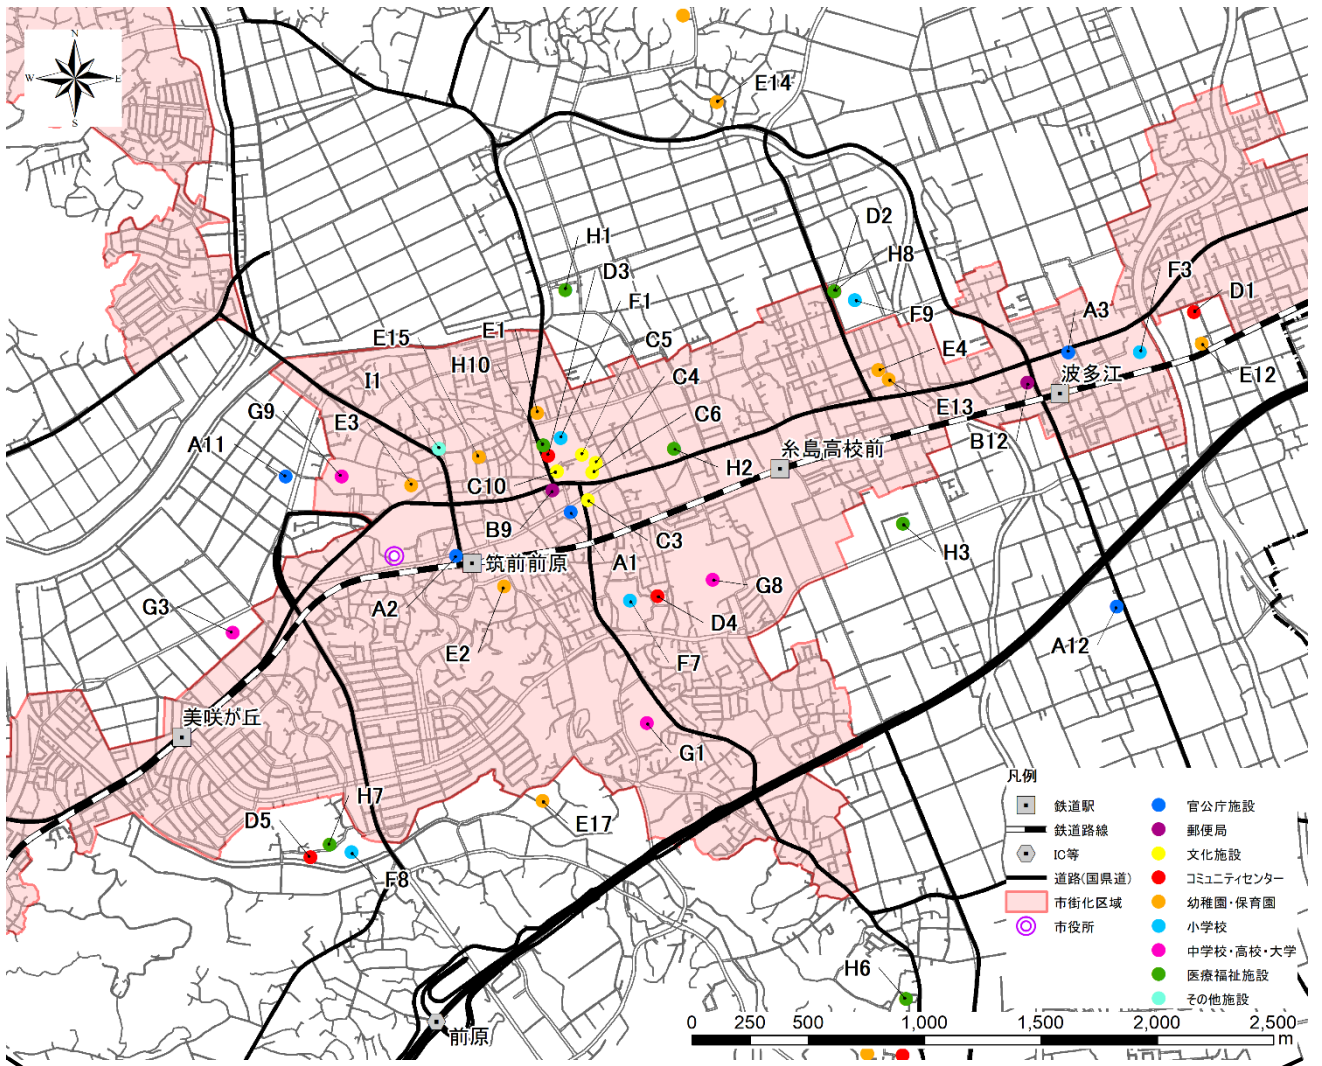 N
W
E
S
E14
D2
H1
H8
D3
F1
F3
D1
F9
A3
E1
E15
C5
H10
C4
E4
I1
波多江
E12
G9
C6
E3
E13
A11
糸島高校前
B12
H2
C10
B9
C3
H3
筑前前原
A1
G8
A2
G3
D4
A12
E2
F7
美咲が丘
G1
H7
D5
E17
F8
H6
前原
凡例
鉄道駅
鉄道路線
IC等
道路(国県道)
市街化区域
市役所
官公庁施設
郵便局
文化施設
コミュニティセンター
幼稚園・保育園
小学校
中学校・高校・大学
医療福祉施設
その他施設
0 250 500 1,000 1,500 2,000 2,500
m